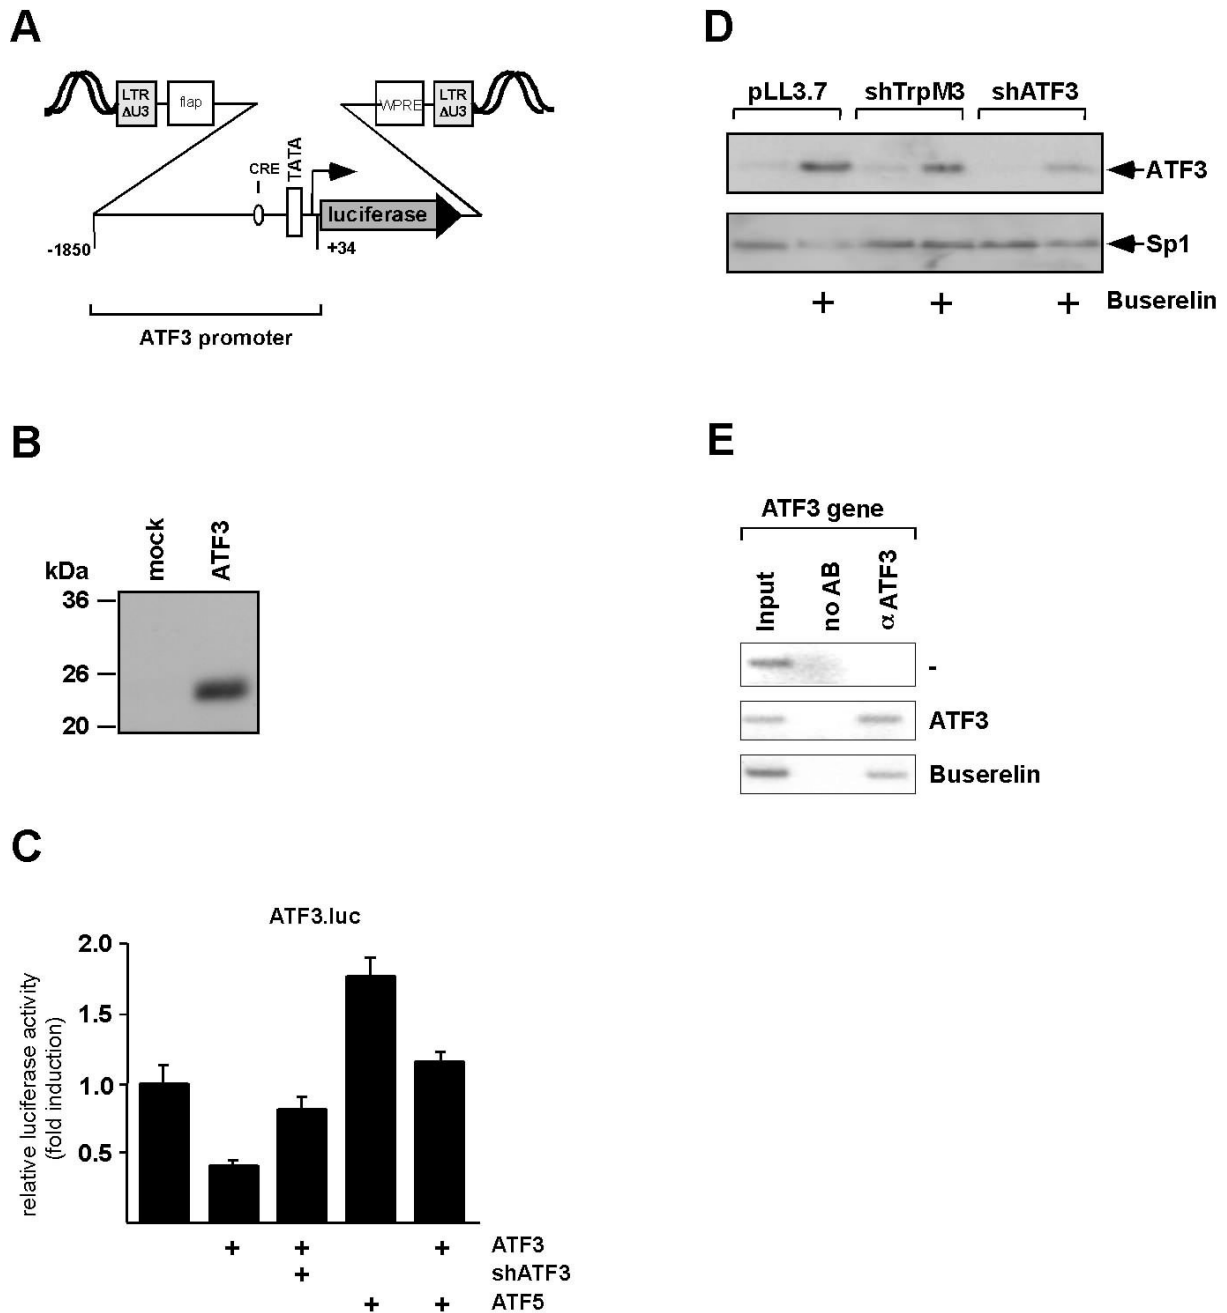 A
LTR
ΔU3
flap
WPRE
LTR
ΔU3
CRE
TATA
luciferase
-1850
+34
ATF3 promoter
B
mock
ATF3
kDa
36
26
20
C
ATF3.luc
relative luciferase activity
(fold induction)
2.0
1.5
1.0
0.5
+ + + ATF3
+ shATF3
+ + ATF5
D
pLL3.7 shTrpM3 shATF3
ATF3
Sp1
+ + + Buserelin
E
ATF3 gene
Input
no AB
α ATF3
-
ATF3
Buserelin